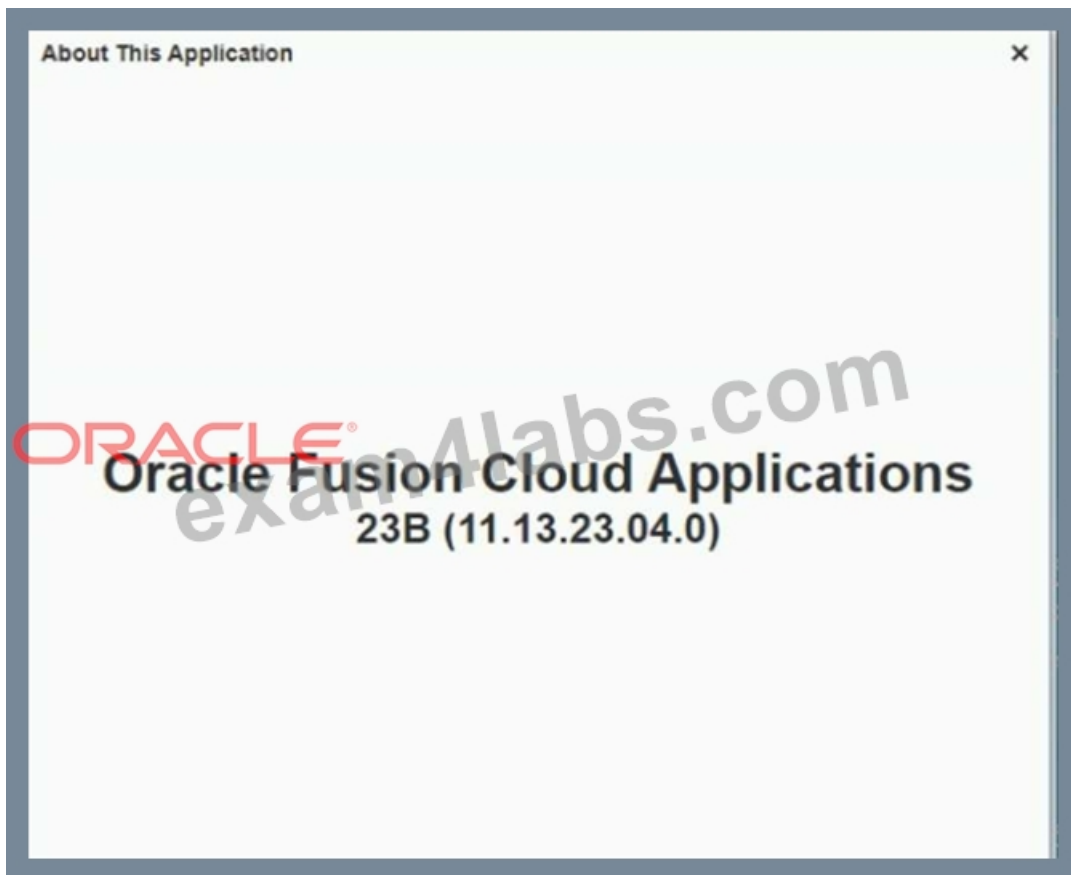 About This Application
×
ORACLE®
exam4labs.com
Oracle Fusion Cloud Applications
23B (11.13.23.04.0)